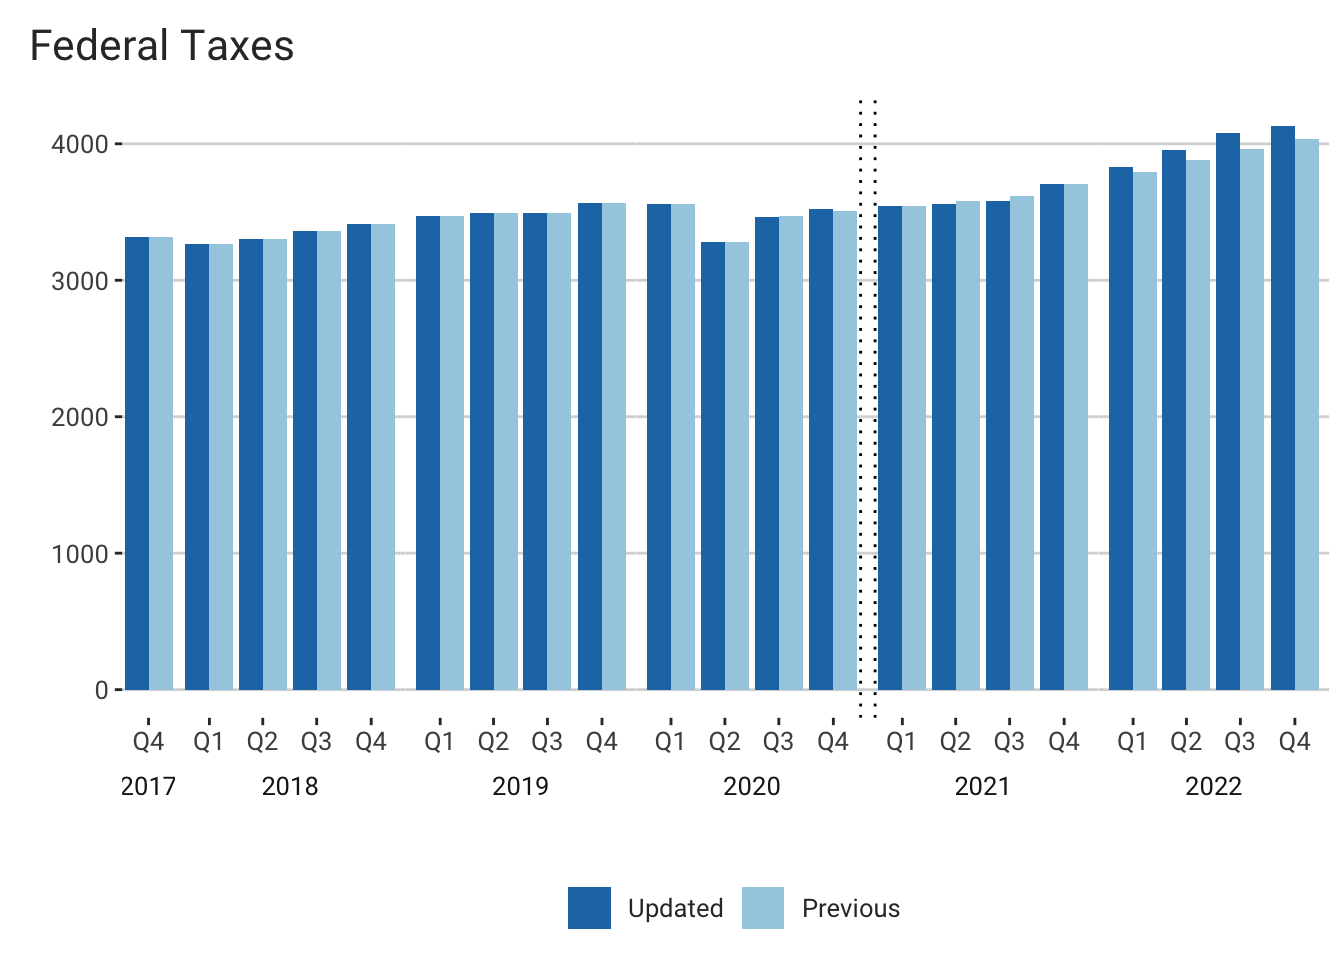 Federal Taxes
4000
3000
2000
1000
0
Q4 Q1 Q2 Q3 Q4 Q1 Q2 Q3 Q4 Q1 Q2 Q3 Q4 Q1 Q2 Q3 Q4 Q1 Q2 Q3 Q4
2017 2018 2019 2020 2021 2022
Updated Previous